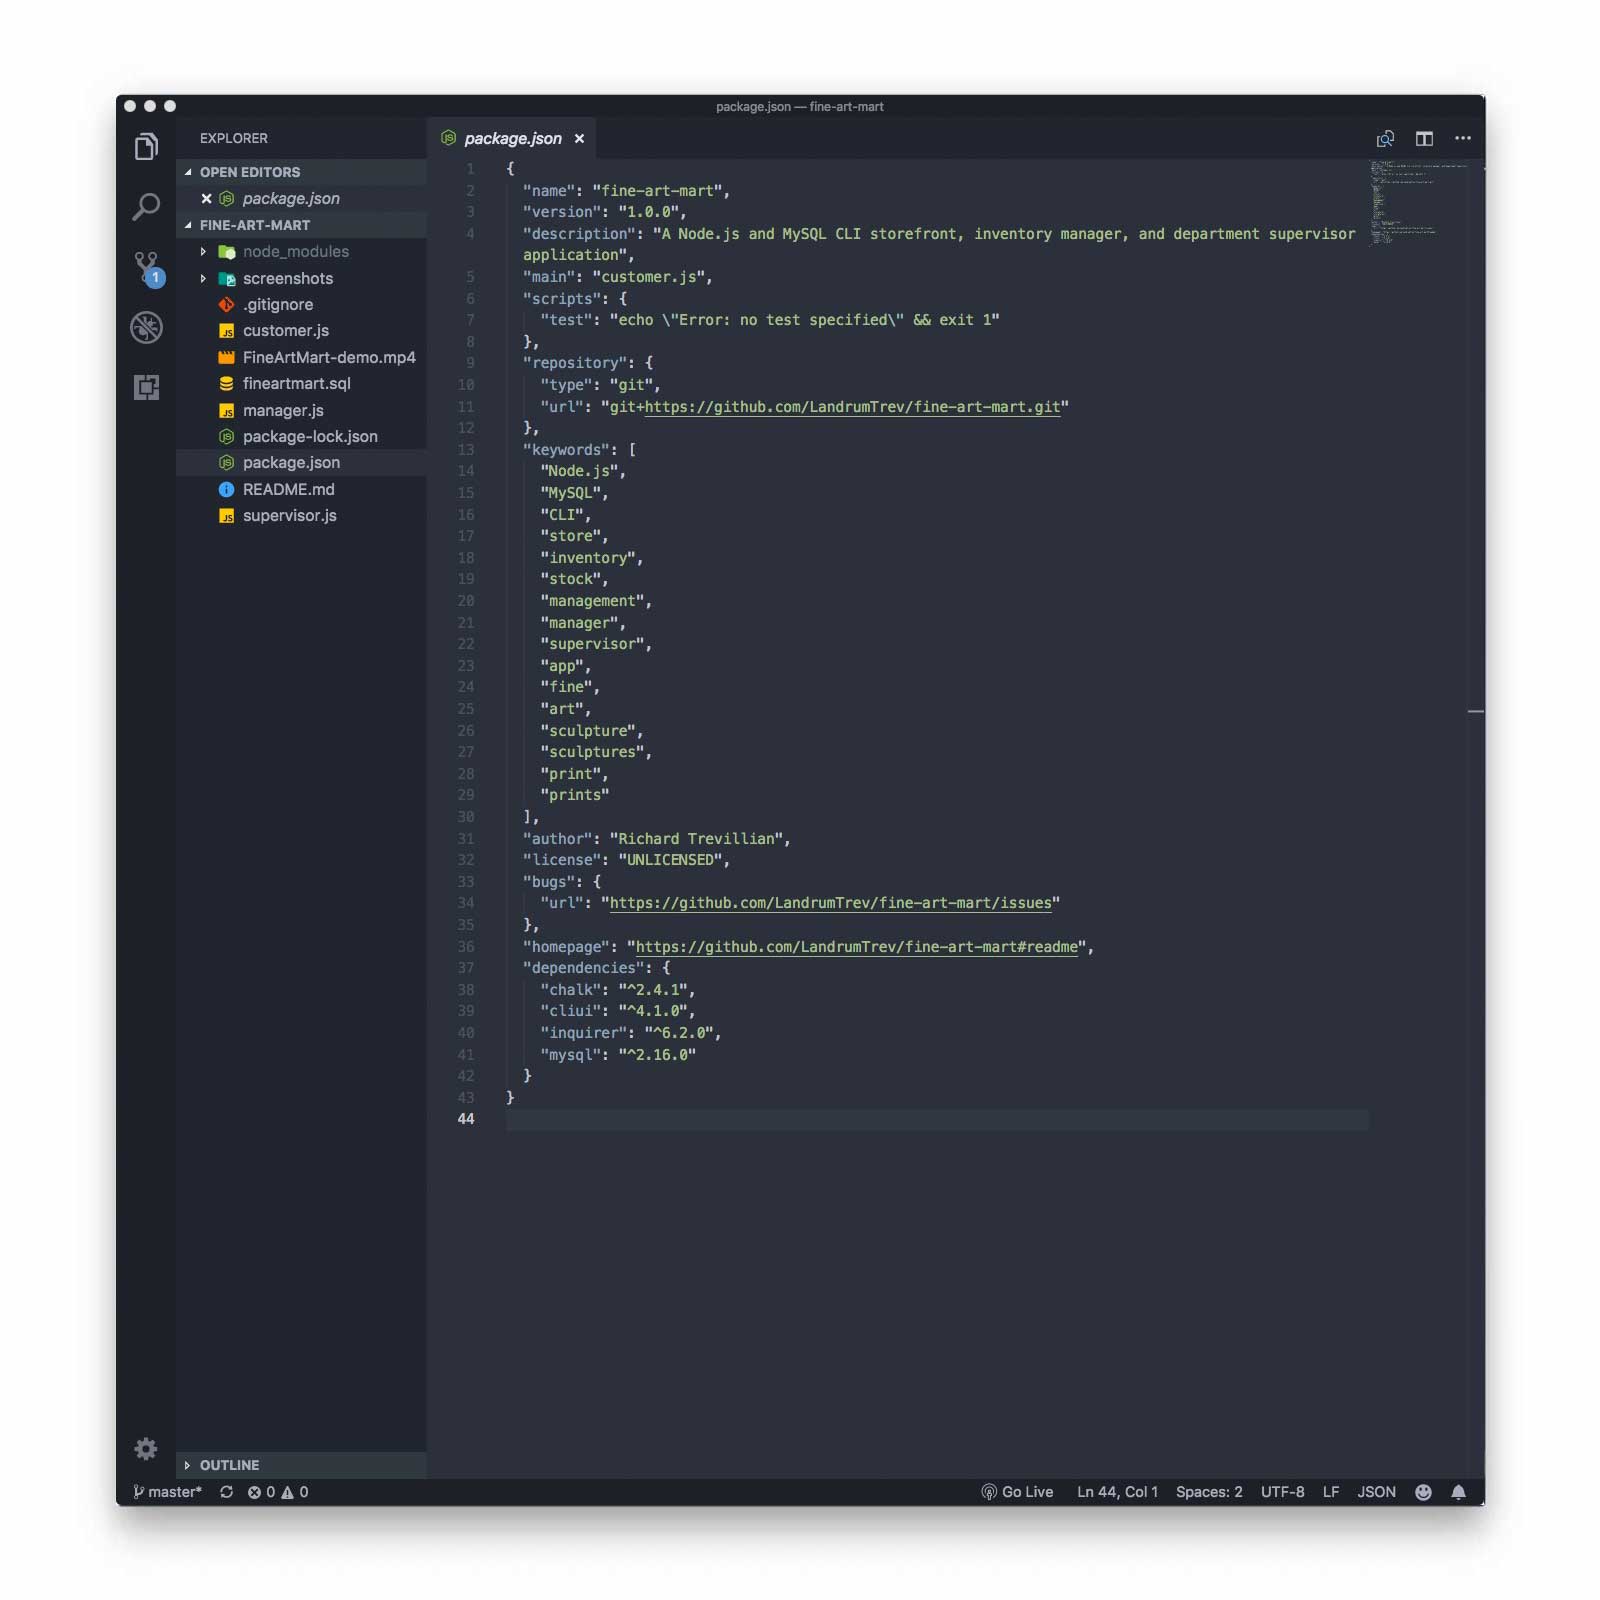 package.json — fine-art-mart
EXPLORER
OPEN EDITORS
package.json
FINE-ART-MART
node_modules
screenshots
.gitignore
customer.js
FineArtMart-demo.mp4
fineartmart.sql
manager.js
package-lock.json
package.json
README.md
supervisor.js
OUTLINE
1
package.json
1 {
2 "name": "fine-art-mart",
3 "version": "1.0.0",
4 "description": "A Node.js and MySQL CLI storefront, inventory manager, and department supervisor
application",
5 "main": "customer.js",
6 "scripts": {
7 "test": "echo \"Error: no test specified\" && exit 1"
8 },
9 "repository": {
10 "type": "git",
11 "url": "git+https://github.com/LandrumTrev/fine-art-mart.git"
12 },
13 "keywords": [
14 "Node.js",
15 "MySQL",
16 "CLI",
17 "store",
18 "inventory",
19 "stock",
20 "management",
21 "manager",
22 "supervisor",
23 "app",
24 "fine",
25 "art",
26 "sculpture",
27 "sculptures",
28 "print",
29 "prints"
30 ],
31 "author": "Richard Trevillian",
32 "license": "UNLICENSED",
33 "bugs": {
34 "url": "https://github.com/LandrumTrev/fine-art-mart/issues"
35 },
36 "homepage": "https://github.com/LandrumTrev/fine-art-mart#readme",
37 "dependencies": {
38 "chalk": "^2.4.1",
39 "cliui": "^4.1.0",
40 "inquirer": "^6.2.0",
41 "mysql": "^2.16.0"
42 }
43 }
44
master* 0 0 Go Live Ln 44, Col 1 Spaces: 2 UTF-8 LF JSON